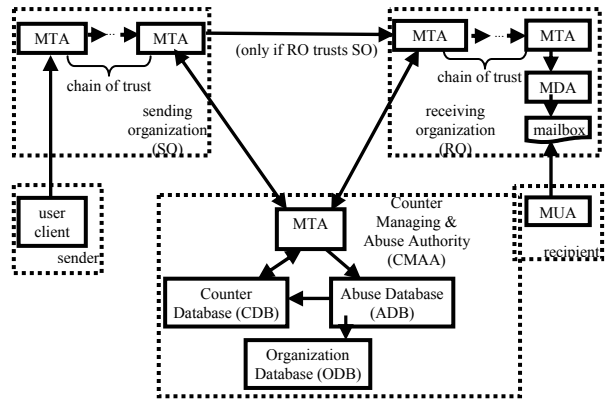 MTA
...
MTA
chain of trust
sending
organization
(SO)
(only if RO trusts SO)
MTA
...
MTA
chain of trust
MDA
mailbox
receiving
organization
(RO)
user
client
sender
MUA
recipient
MTA
Counter
Managing &
Abuse Authority
(CMAA)
Counter
Database (CDB)
Abuse Database
(ADB)
Organization
Database (ODB)